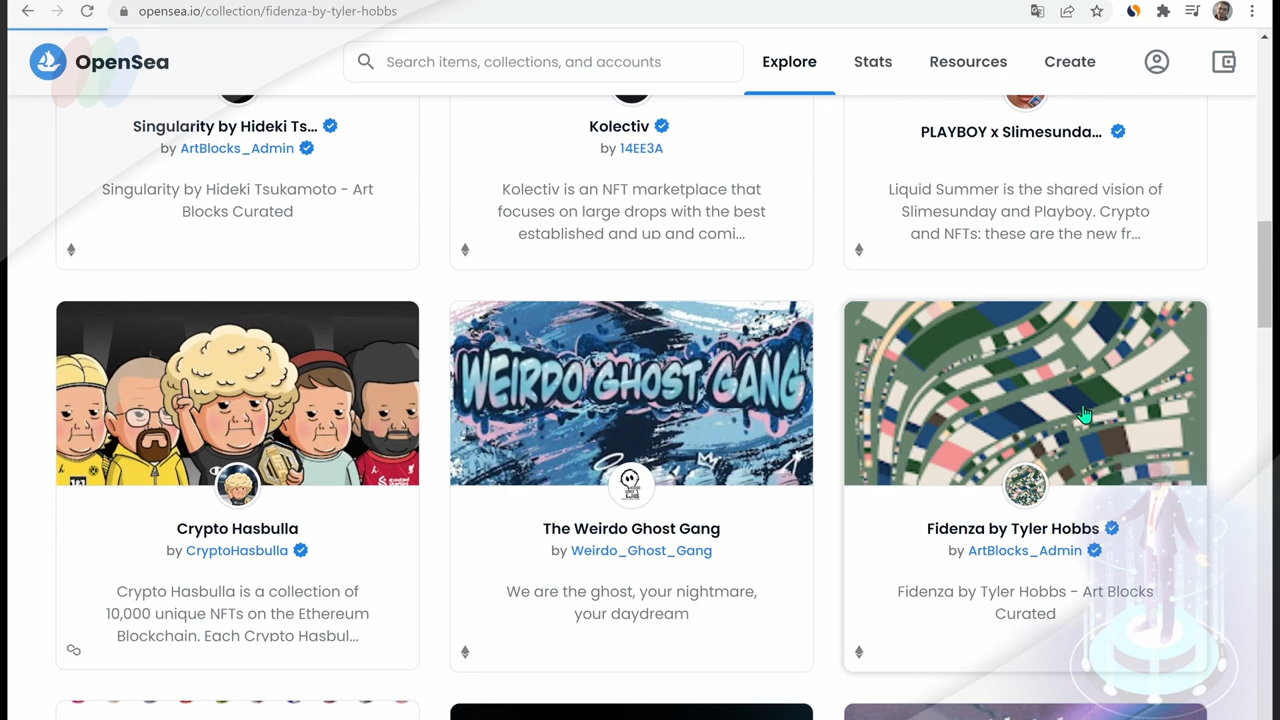 opensea.io/collection/fidenza-by-tyler-hobbs
OpenSea
Search items, collections, and accounts
Explore
Stats
Resources
Create
Singularity by Hideki Ts...
by ArtBlocks_Admin
Singularity by Hideki Tsukamoto - Art
Blocks Curated
Kolectiv
by 14EE3A
Kolectiv is an NFT marketplace that
focuses on large drops with the best
established and up and comi...
PLAYBOY x Slimesunda...
Liquid Summer is the shared vision of
Slimesunday and Playboy. Crypto
and NFTs: these are the new fr...
Crypto Hasbulla
by CryptoHasbulla
Crypto Hasbulla is a collection of
10,000 unique NFTs on the Ethereum
Blockchain. Each Crypto Hasbul...
WEIRDO GHOST GANG
The Weirdo Ghost Gang
by Weirdo_Ghost_Gang
We are the ghost, your nightmare,
your daydream
Fidenza by Tyler Hobbs
by ArtBlocks_Admin
Fidenza by Tyler Hobbs - Art Blocks
Curated